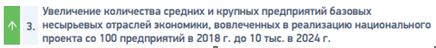 3. Увеличение количества средних и крупных предприятий базовых
несырьевых отраслей экономики, вовлеченных в реализацию национального
проекта со 100 предприятий в 2018 г. до 10 тыс. в 2024 г.